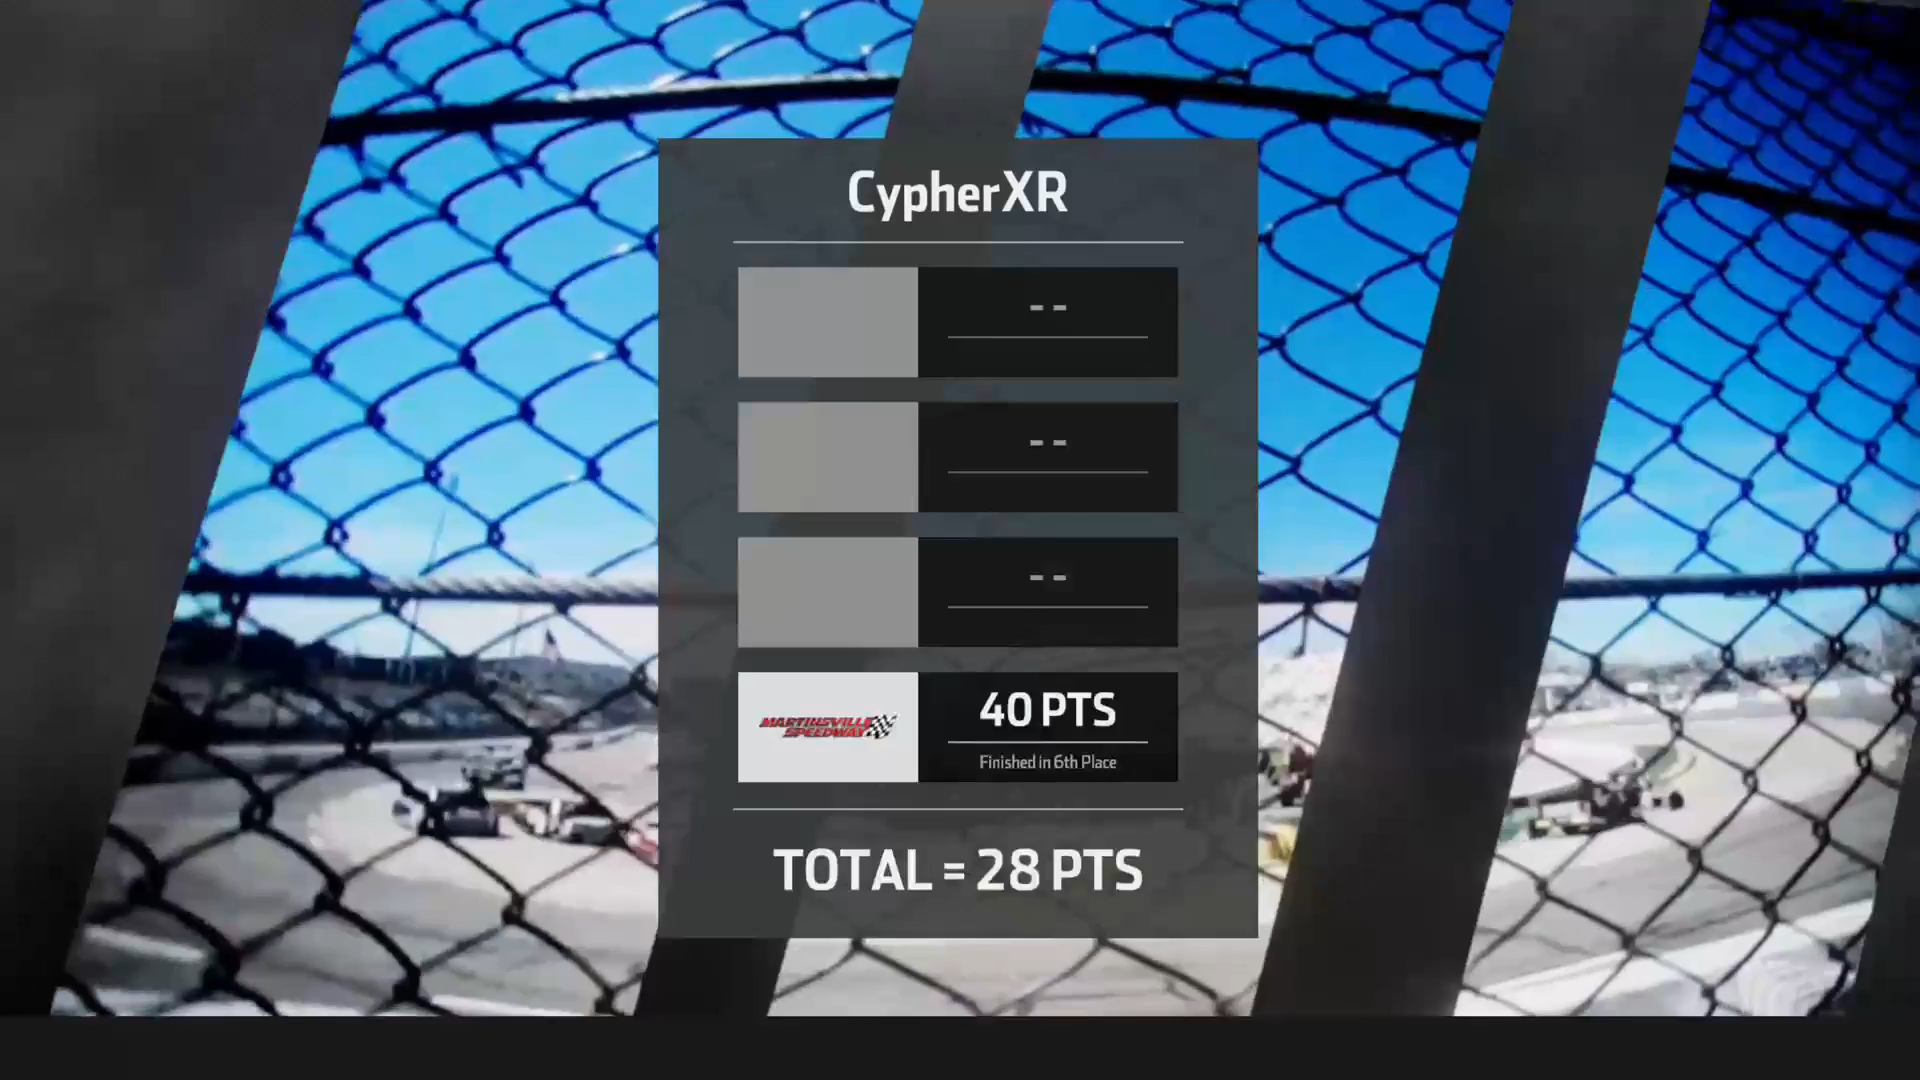 CypherXR
--
--
--
MARTINSVILLE
SPEEDWAY
40 PTS
Finished in 6th Place
TOTAL = 28 PTS